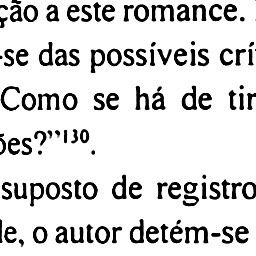 ção a este romance.
-se das possíveis crí
Como se há de tir
ões?”¹³⁰.
suposto de registro
le, o autor detém-se